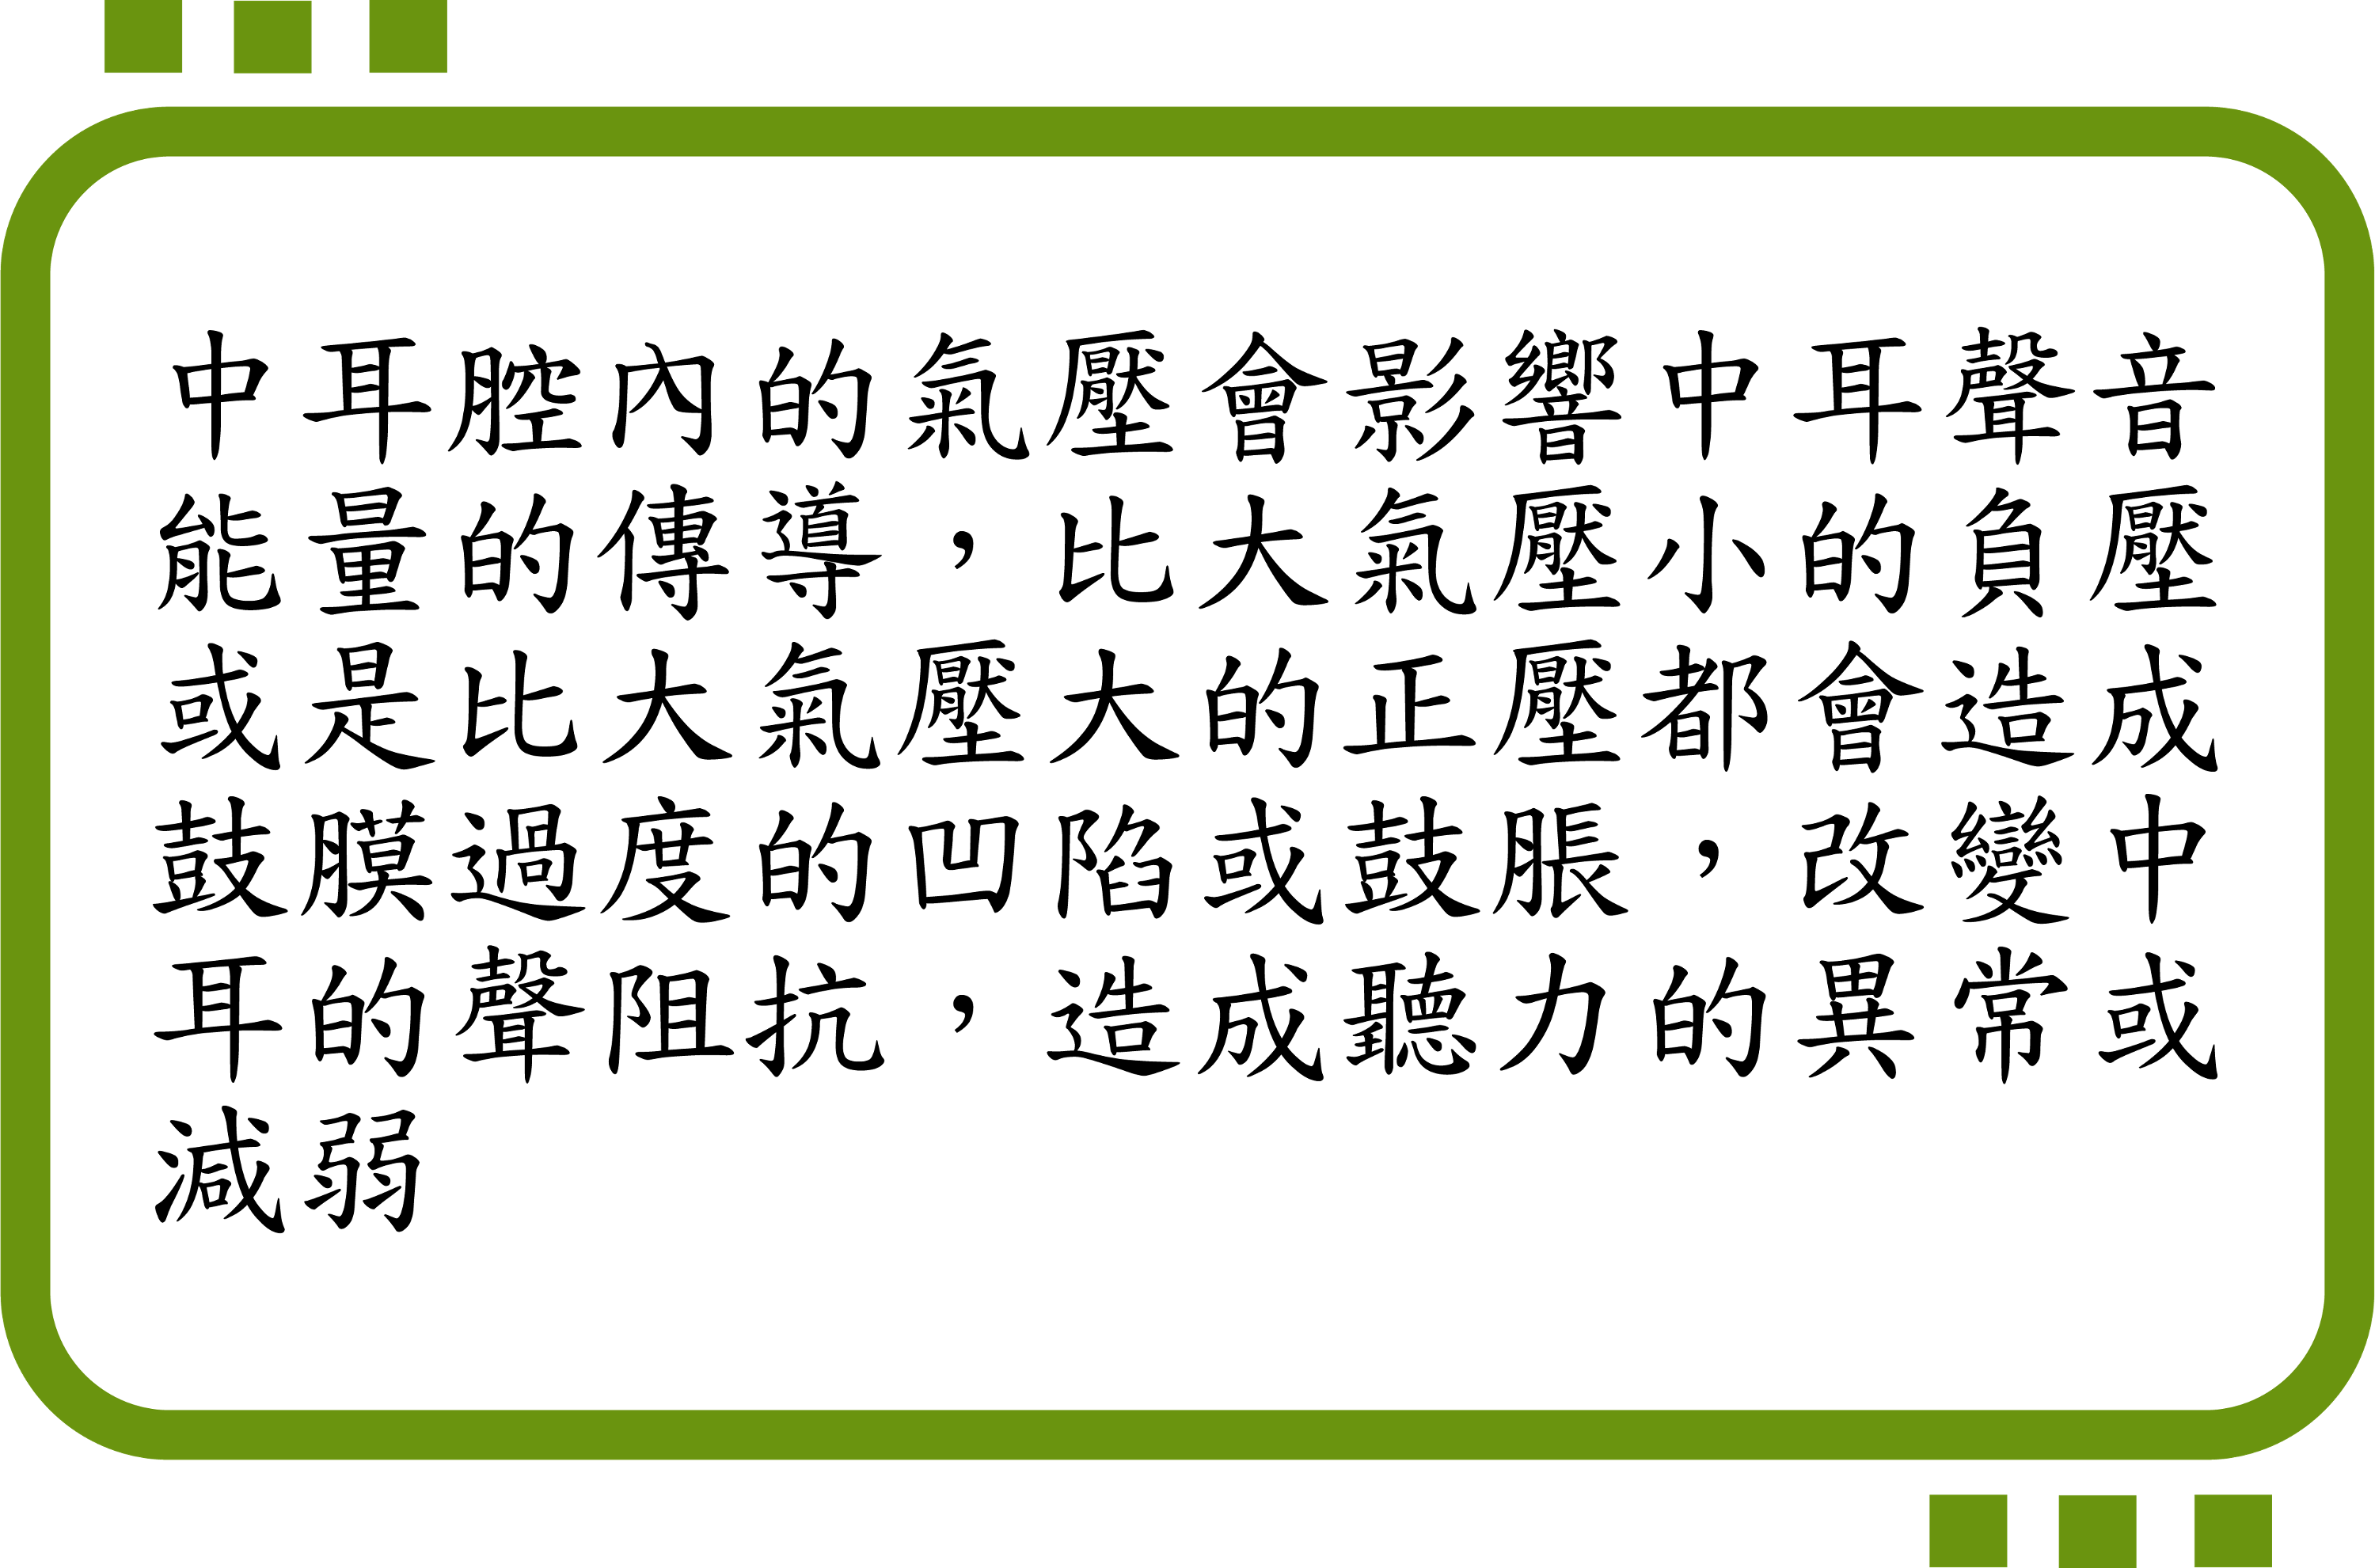 中耳腔內的氣壓會影響中耳聲音
能量的傳導，比大氣壓小的負壓
或是比大氣壓大的正壓都會造成
鼓膜過度的凹陷或鼓脹，改變中
耳的聲阻抗，造成聽力的異常或
減弱